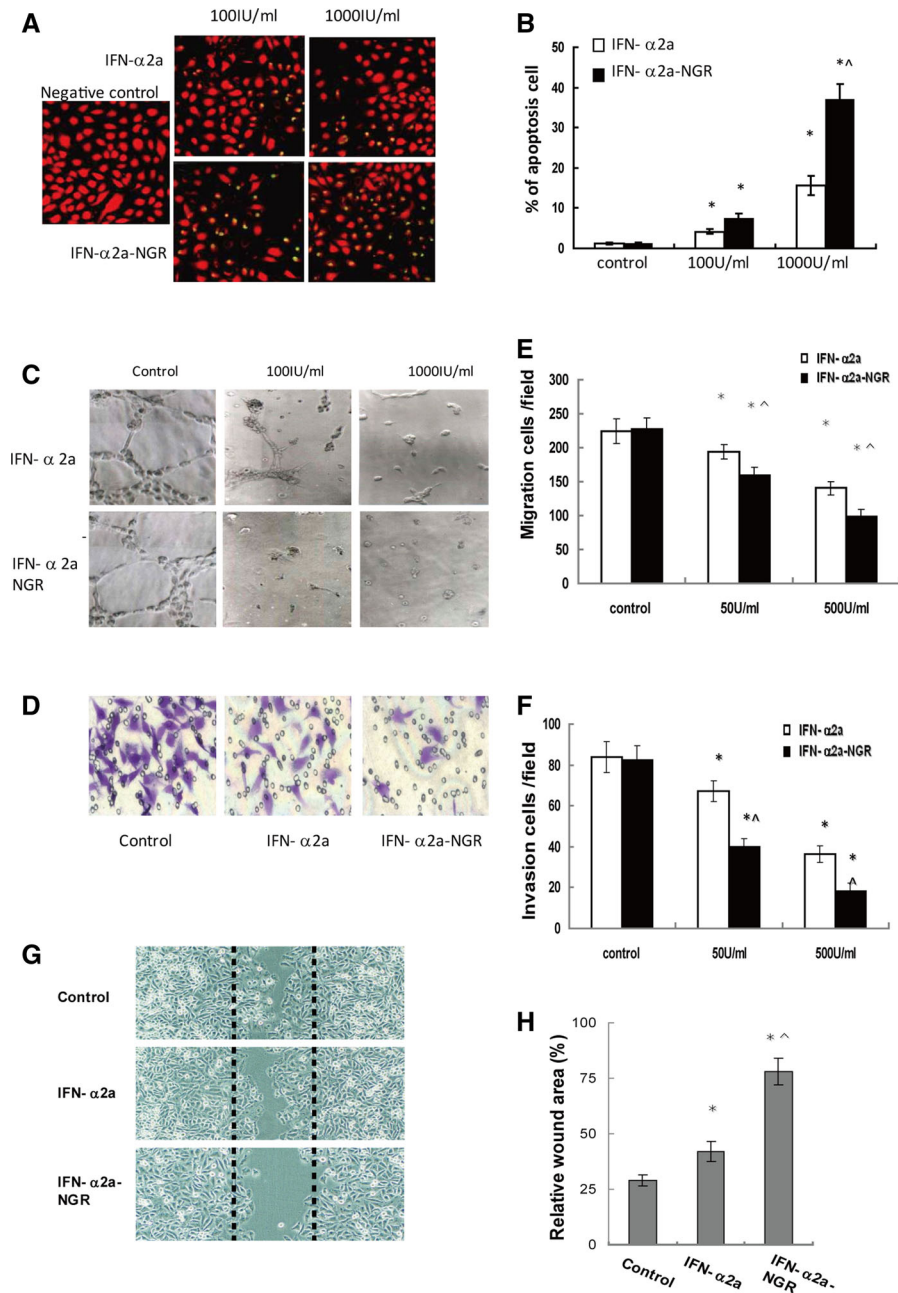 A
100IU/ml 1000IU/ml
IFN-α2a
Negative control
IFN-α2a-NGR
B
IFN- α2a
IFN- α2a-NGR
% of apoptosis cell
50
40
30
20
10
0
*
*
*
*^
control 100U/ml 1000U/ml
C
Control 100IU/ml 1000IU/ml
IFN- α 2a
IFN- α 2a
NGR
E
IFN- α2a
IFN- α2a-NGR
Migration cells /field
300
250
200
150
100
50
0
*
* ^
*
* ^
control 50U/ml 500U/ml
D
Control IFN- α2a IFN- α2a-NGR
F
IFN- α2a
IFN- α2a-NGR
Invasion cells /field
100
80
60
40
20
0
*
*^
*
*
^
control 50U/ml 500U/ml
G
Control
IFN- α2a
IFN- α2a-
NGR
H
Relative wound area (%)
100
75
50
25
0
*
* ^
Control IFN- α2a IFN- α2a-
NGR